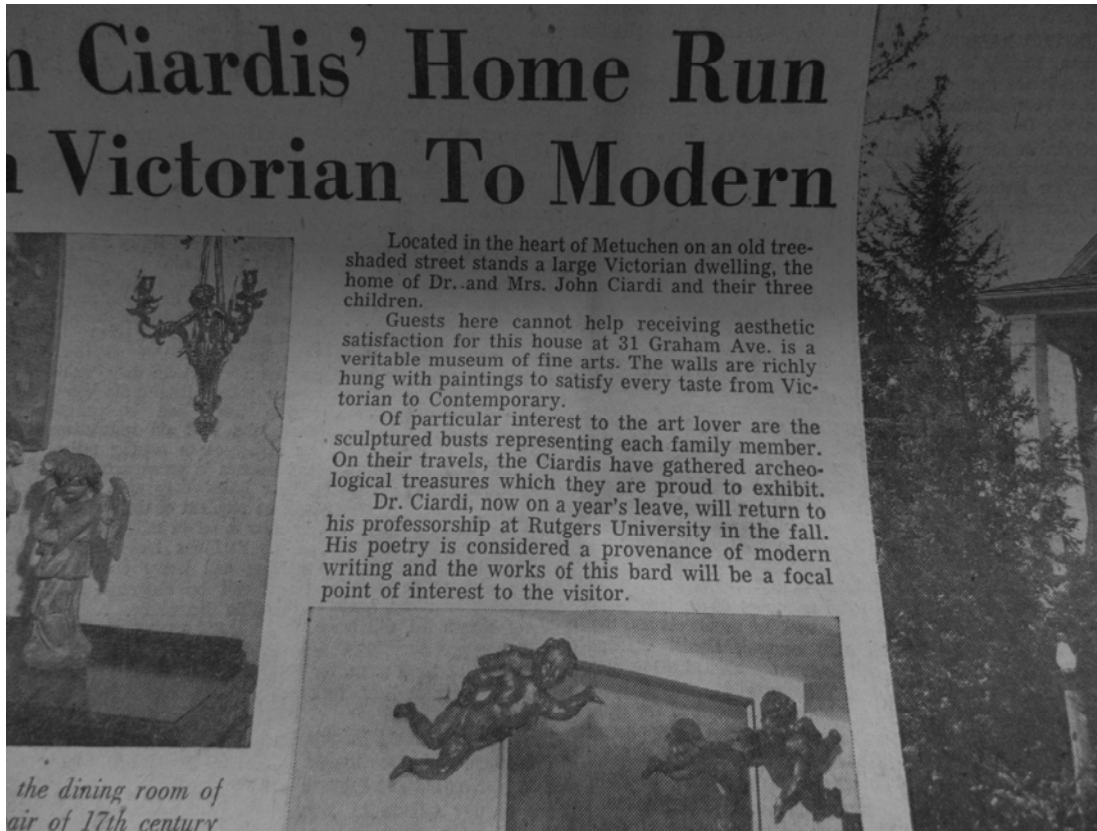 n Ciardis' Home Run
n Victorian To Modern
Located in the heart of Metuchen on an old tree-
shaded street stands a large Victorian dwelling, the
home of Dr. and Mrs. John Ciardi and their three
children.
Guests here cannot help receiving aesthetic
satisfaction for this house at 31 Graham Ave. is a
veritable museum of fine arts. The walls are richly
hung with paintings to satisfy every taste from Vic-
torian to Contemporary.
Of particular interest to the art lover are the
sculptured busts representing each family member.
On their travels, the Ciardis have gathered archeo-
logical treasures which they are proud to exhibit.
Dr. Ciardi, now on a year's leave, will return to
his professorship at Rutgers University in the fall.
His poetry is considered a provenance of modern
writing and the works of this bard will be a focal
point of interest to the visitor.
the dining room of
air of 17th century